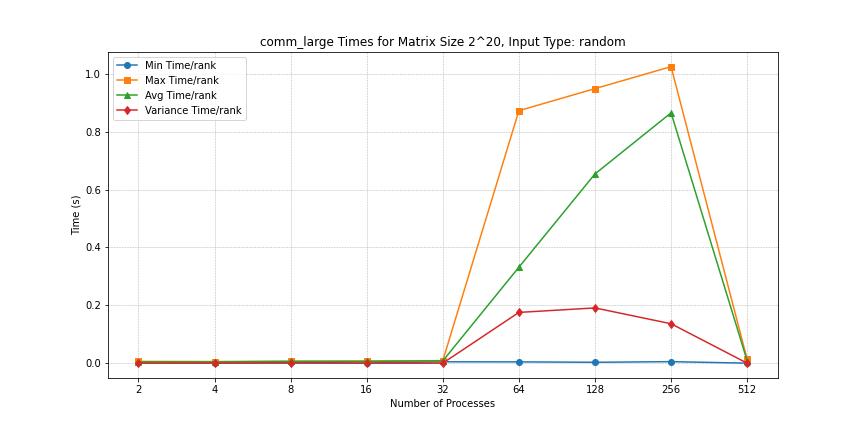 comm_large Times for Matrix Size 2^20, Input Type: random
Min Time/rank
Max Time/rank
Avg Time/rank
Variance Time/rank
Time (s)
1.0
0.8
0.6
0.4
0.2
0.0
2 4 8 16 32 64 128 256 512
Number of Processes